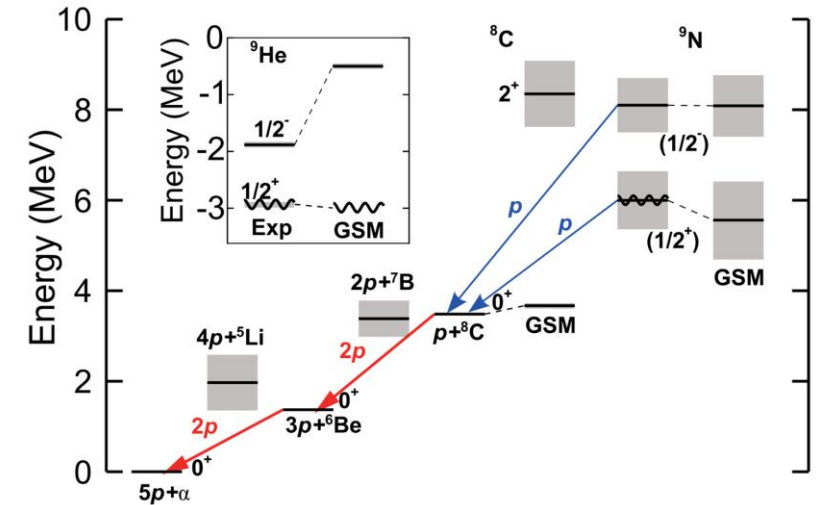 10
8
6
4
2
0
Energy (MeV)
0
-1
-2
-3
Energy (MeV)
⁹He
1/2⁻
1/2⁺
Exp
GSM
⁸C
⁹N
2⁺
(1/2⁻)
p
p
(1/2⁺)
GSM
2p+⁷B
0⁺
p+⁸C
GSM
4p+⁵Li
2p
0⁺
3p+⁶Be
2p
0⁺
5p+α